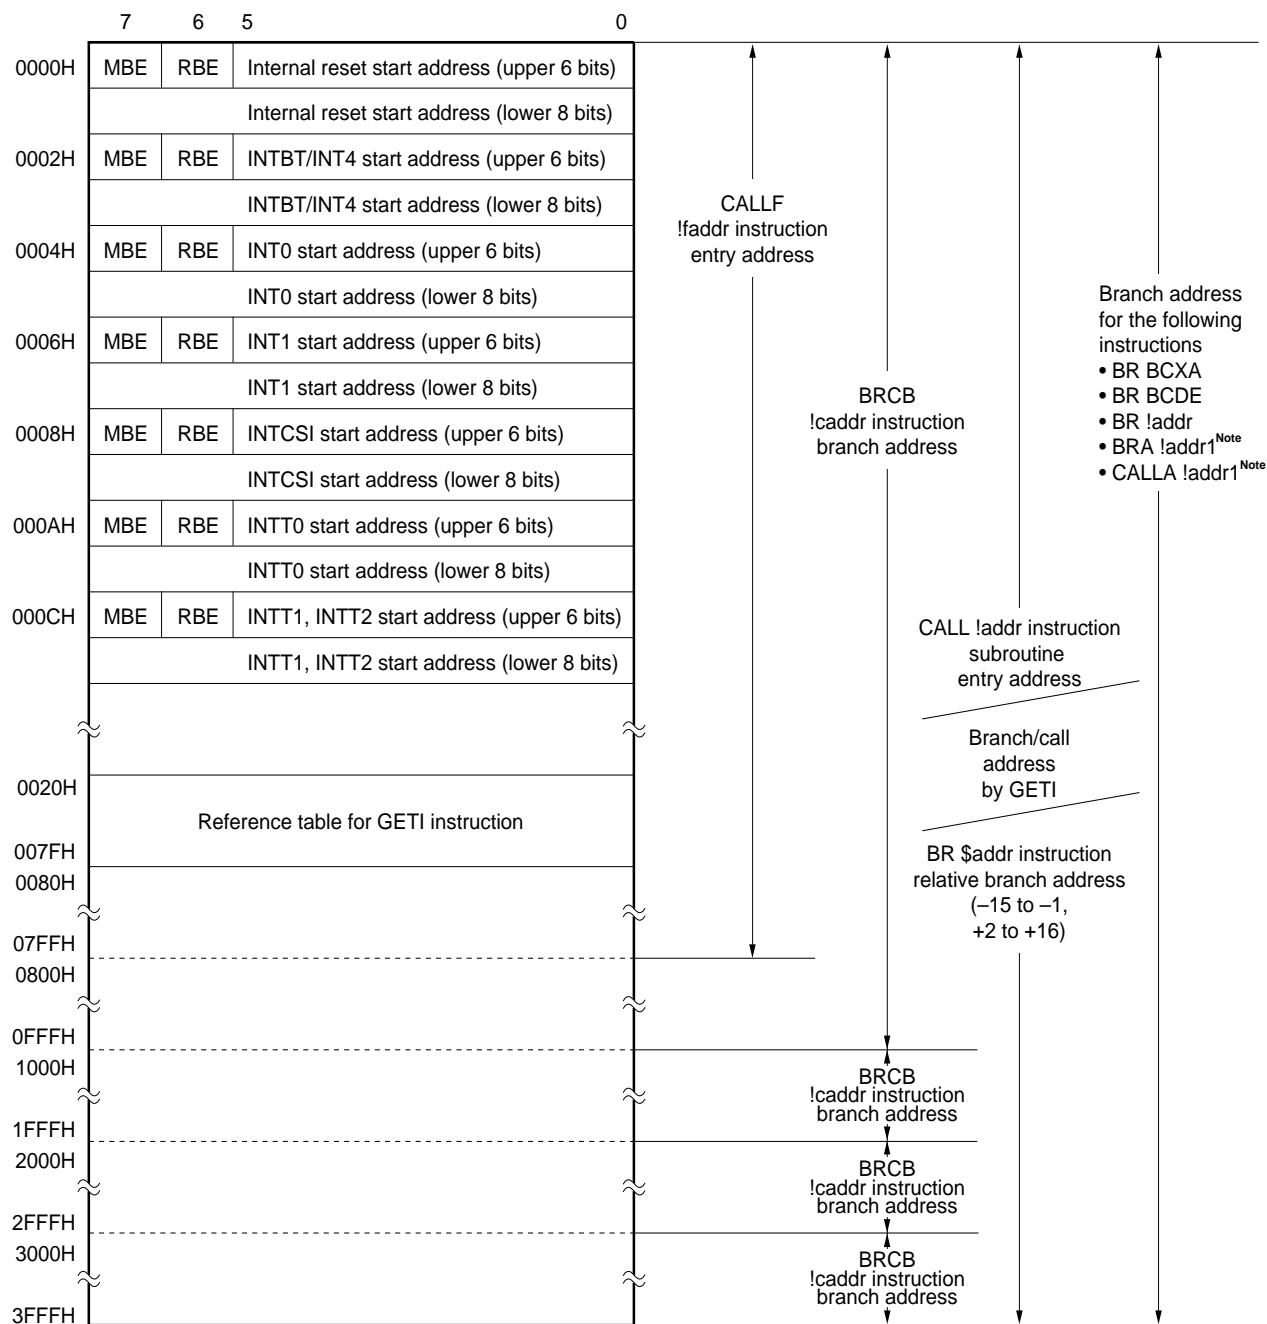 7 6 5 0
0000H MBE RBE Internal reset start address (upper 6 bits)
Internal reset start address (lower 8 bits)
0002H MBE RBE INTBT/INT4 start address (upper 6 bits)
INTBT/INT4 start address (lower 8 bits)
0004H MBE RBE INT0 start address (upper 6 bits)
INT0 start address (lower 8 bits)
0006H MBE RBE INT1 start address (upper 6 bits)
INT1 start address (lower 8 bits)
0008H MBE RBE INTCSI start address (upper 6 bits)
INTCSI start address (lower 8 bits)
000AH MBE RBE INTT0 start address (upper 6 bits)
INTT0 start address (lower 8 bits)
000CH MBE RBE INTT1, INTT2 start address (upper 6 bits)
INTT1, INTT2 start address (lower 8 bits)
0020H
Reference table for GETI instruction
007FH
0080H
07FFH
0800H
0FFFH
1000H
1FFFH
2000H
2FFFH
3000H
3FFFH
CALLF
!faddr instruction
entry address
BRCB
!caddr instruction
branch address
BRCB
!caddr instruction
branch address
BRCB
!caddr instruction
branch address
BRCB
!caddr instruction
branch address
CALL !addr instruction
subroutine
entry address
Branch/call
address
by GETI
BR $addr instruction
relative branch address
(–15 to –1,
+2 to +16)
Branch address
for the following
instructions
• BR BCXA
• BR BCDE
• BR !addr
• BRA !addr1Note
• CALLA !addr1Note